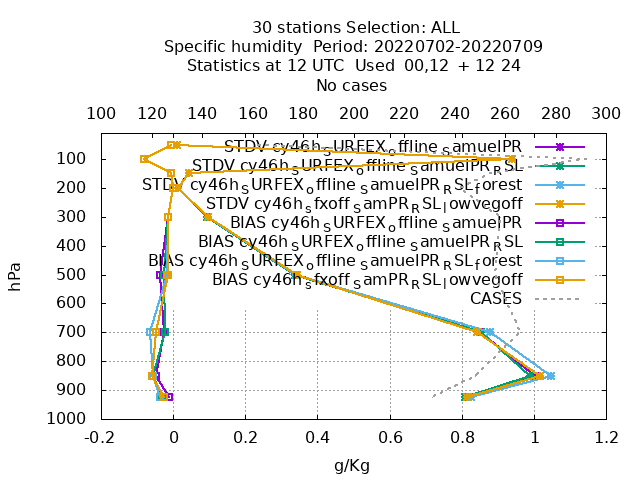 30 stations Selection: ALL
Specific humidity  Period: 20220702-20220709
Statistics at 12 UTC  Used  00,12  + 12 24
No cases
100 120 140 160 180 200 220 240 260 280 300
STDV cy46h_SURFEX_offline_SamuelPR
STDV cy46h_SURFEX_offline_SamuelPR_RSL
STDV cy46h_SURFEX_offline_SamuelPR_RSL_forest
STDV cy46h_sfxoff_SamPR_RSL_lowvegoff
BIAS cy46h_SURFEX_offline_SamuelPR
BIAS cy46h_SURFEX_offline_SamuelPR_RSL
BIAS cy46h_SURFEX_offline_SamuelPR_RSL_forest
BIAS cy46h_sfxoff_SamPR_RSL_lowvegoff
CASES
hPa
100
200
300
400
500
600
700
800
900
1000
-0.2 0 0.2 0.4 0.6 0.8 1 1.2
g/Kg